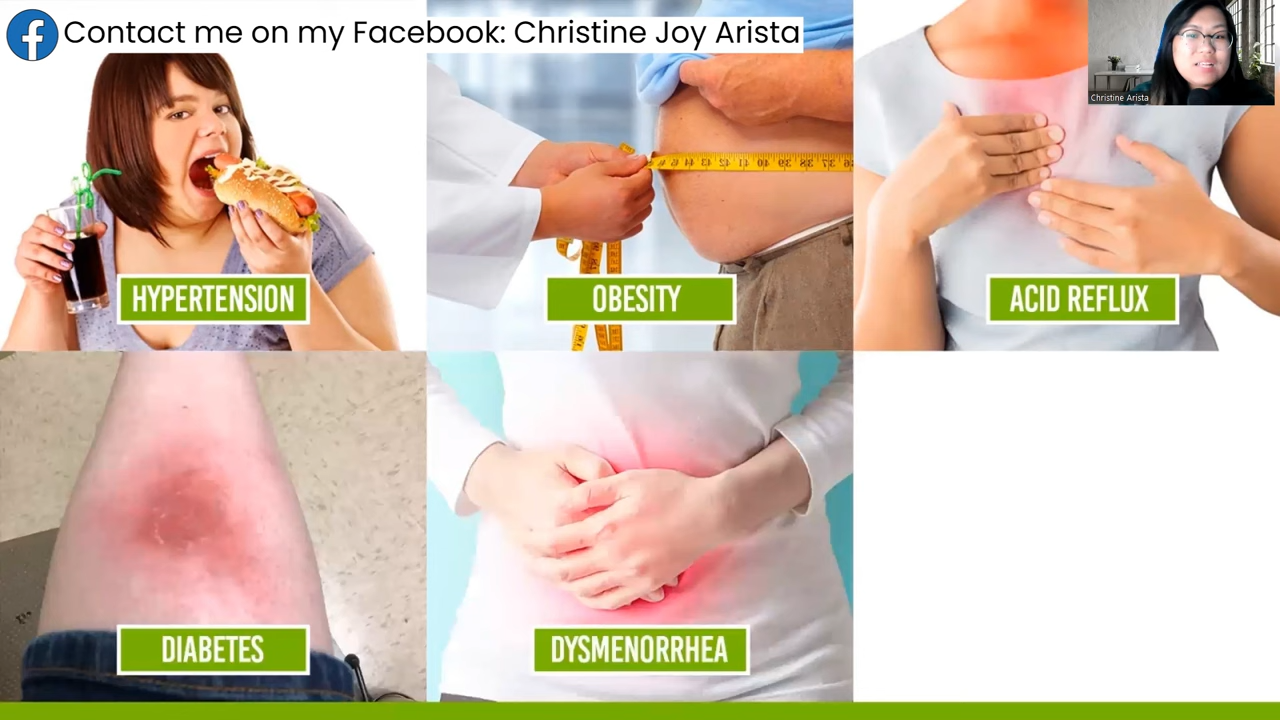 Contact me on my Facebook: Christine Joy Arista
Christine Arista
HYPERTENSION
OBESITY
ACID REFLUX
DIABETES
DYSMENORRHEA